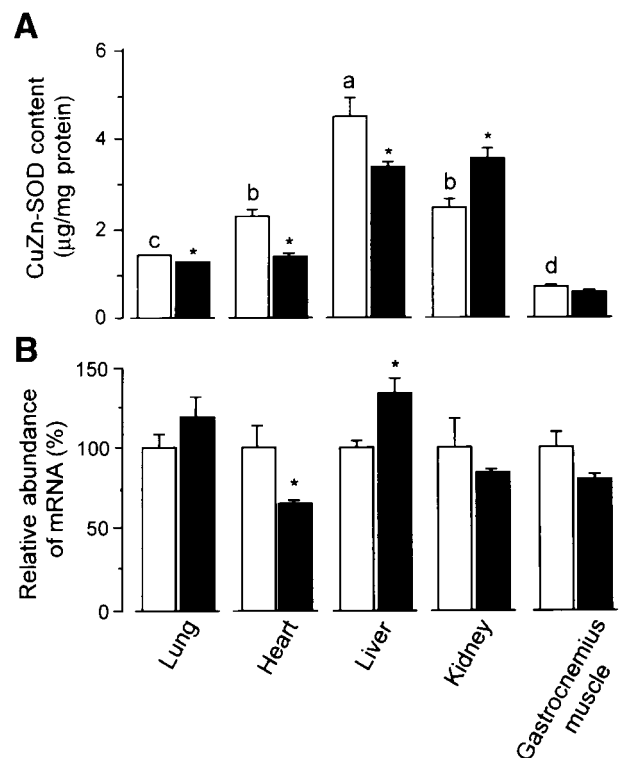 A
CuZn-SOD content
(µg/mg protein)
6
4
2
0
c
*
b
*
a
*
b
*
d
B
Relative abundance
of mRNA (%)
150
100
50
0
*
*
Lung
Heart
Liver
Kidney
Gastrocnemius
muscle